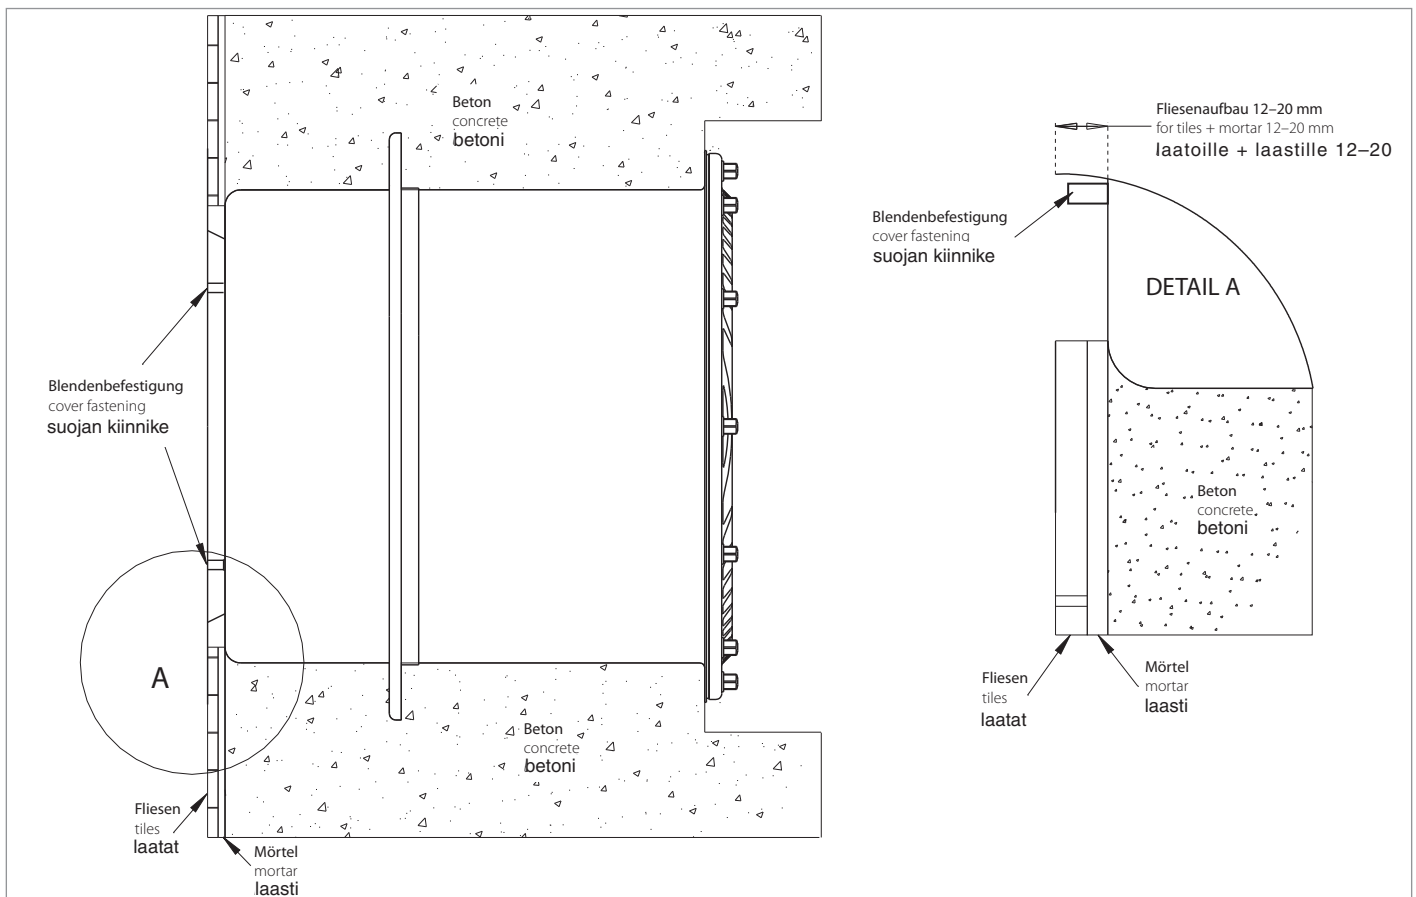 Beton
concrete
betoni
Blendenbefestigung
cover fastening
suojan kiinnike
A
Beton
concrete
betoni
Fliesen
tiles
laatat
Mörtel
mortar
laasti
Fliesenaufbau 12–20 mm
for tiles + mortar 12–20 mm
laatoille + laastille 12–20
Blendenbefestigung
cover fastening
suojan kiinnike
DETAIL A
Beton
concrete
betoni
Fliesen
tiles
laatat
Mörtel
mortar
laasti